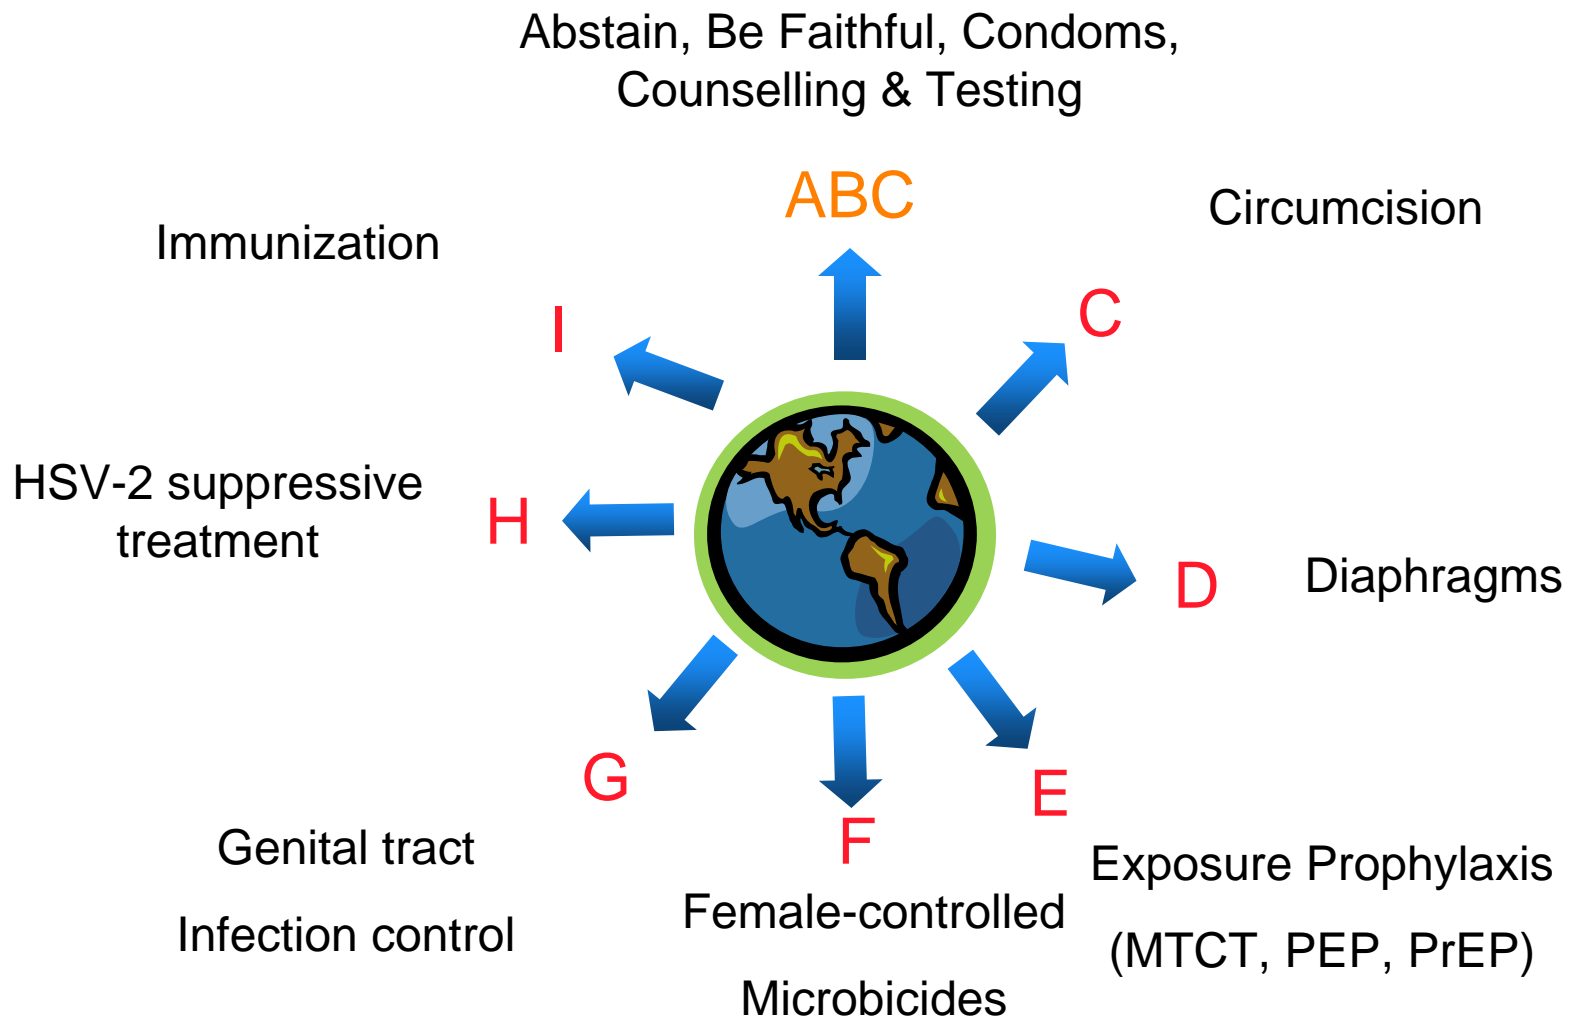 Abstain, Be Faithful, Condoms,
Counselling & Testing
ABC
Circumcision
C
Diaphragms
D
E
Exposure Prophylaxis
(MTCT, PEP, PrEP)
F
Female-controlled
Microbicides
G
Genital tract
Infection control
H
HSV-2 suppressive
treatment
I
Immunization